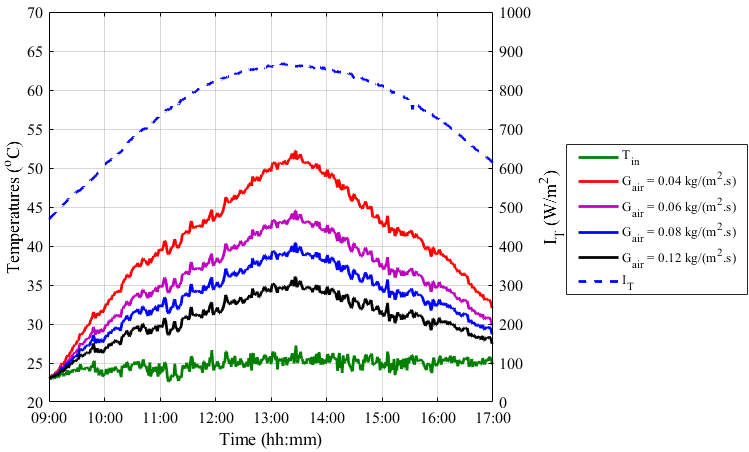 70
65
60
55
50
45
40
35
30
25
20
Temperatures (°C)
1000
900
800
700
600
500
400
300
200
100
0
I_T (W/m²)
09:00 10:00 11:00 12:00 13:00 14:00 15:00 16:00 17:00
Time (hh:mm)
T_in
G_air = 0.04 kg/(m².s)
G_air = 0.06 kg/(m².s)
G_air = 0.08 kg/(m².s)
G_air = 0.12 kg/(m².s)
I_T